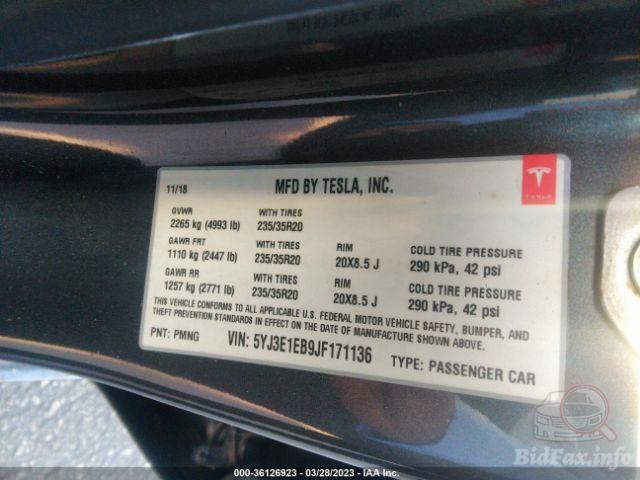 11/18 MFD BY TESLA, INC.
TESLA
GVWR WITH TIRES
2265 kg (4993 lb) 235/35R20
GAWR FRT WITH TIRES RIM COLD TIRE PRESSURE
1110 kg (2447 lb) 235/35R20 20X8.5 J 290 kPa, 42 psi
GAWR RR WITH TIRES RIM COLD TIRE PRESSURE
1257 kg (2771 lb) 235/35R20 20X8.5 J 290 kPa, 42 psi
THIS VEHICLE CONFORMS TO ALL APPLICABLE U.S. FEDERAL MOTOR VEHICLE SAFETY, BUMPER, AND
THEFT PREVENTION STANDARDS IN EFFECT ON THE DATE OF MANUFACTURE SHOWN ABOVE.
PNT: PMNG VIN: 5YJ3E1EB9JF171136 TYPE: PASSENGER CAR
BidFax.info
000-36126923 - 03/28/2023 - IAA Inc.